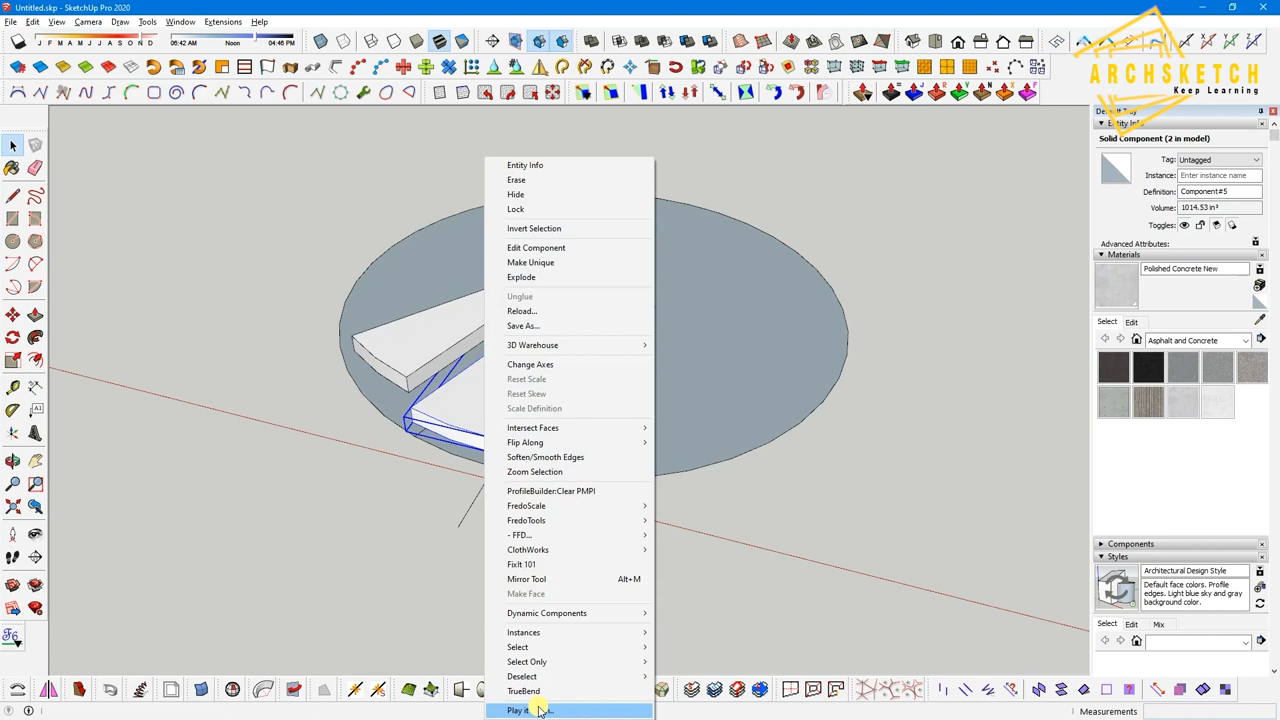 Untitled.skp - SketchUp Pro 2020
File Edit View Camera Draw Tools Window Extensions Help
J F M A M J J A S O N D
06:42 AM Noon 04:46 PM
ARCHSKETCH
Keep Learning
Entity Info
Solid Component (2 in model)
Tag: Untagged
Instance: Enter instance name
Definition: Component#5
Volume: 1014.53 in³
Toggles:
Advanced Attributes:
Materials
Polished Concrete New
Select Edit
Asphalt and Concrete
Components
Styles
Architectural Design Style
Default face colors. Profile
edges. Light blue sky and gray
background color.
Select Edit Mix
Entity Info
Erase
Hide
Lock
Invert Selection
Edit Component
Make Unique
Explode
Unglue
Reload...
Save As...
3D Warehouse
Change Axes
Reset Scale
Reset Skew
Scale Definition
Intersect Faces
Flip Along
Soften/Smooth Edges
Zoom Selection
ProfileBuilder:Clear PMPI
FredoScale
FredoTools
- FFD...
ClothWorks
FixIt 101
Mirror Tool Alt+M
Make Face
Dynamic Components
Instances
Select
Select Only
Deselect
TrueBend
Measurements